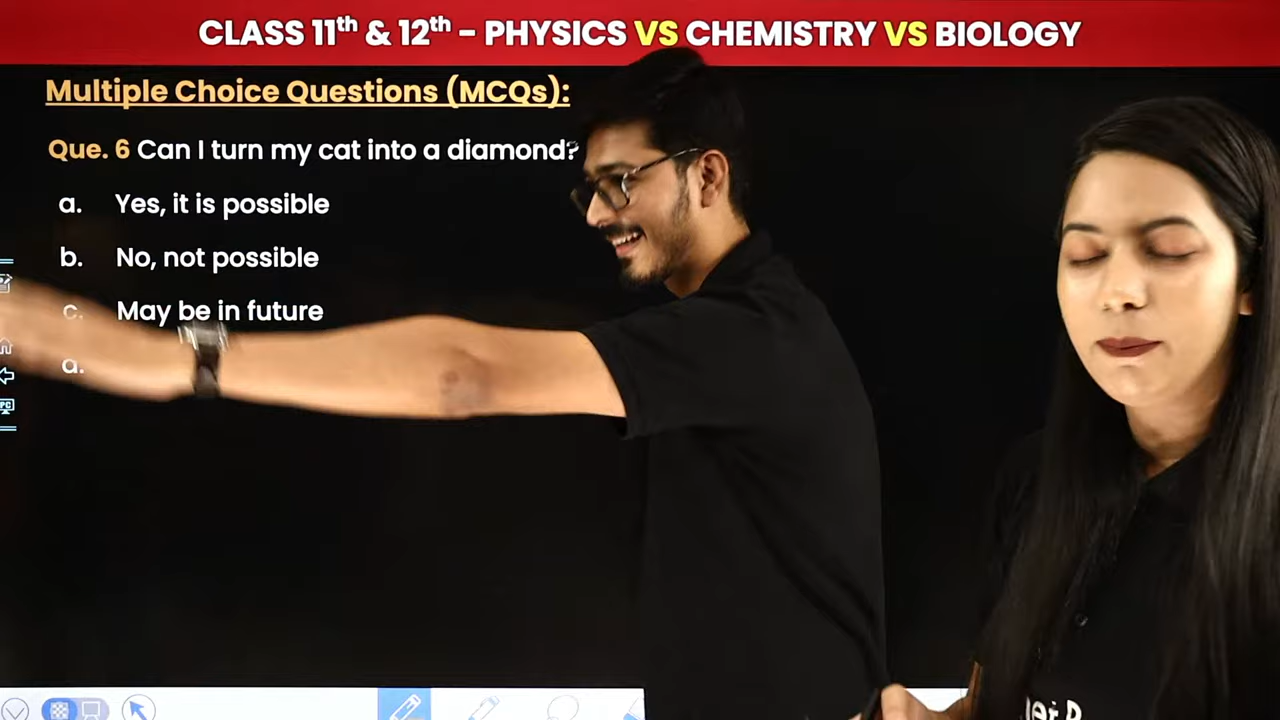 CLASS 11th & 12th - PHYSICS VS CHEMISTRY VS BIOLOGY
Multiple Choice Questions (MCQs):
Que. 6 Can I turn my cat into a diamond?
a. Yes, it is possible
b. No, not possible
c. May be in future
PC